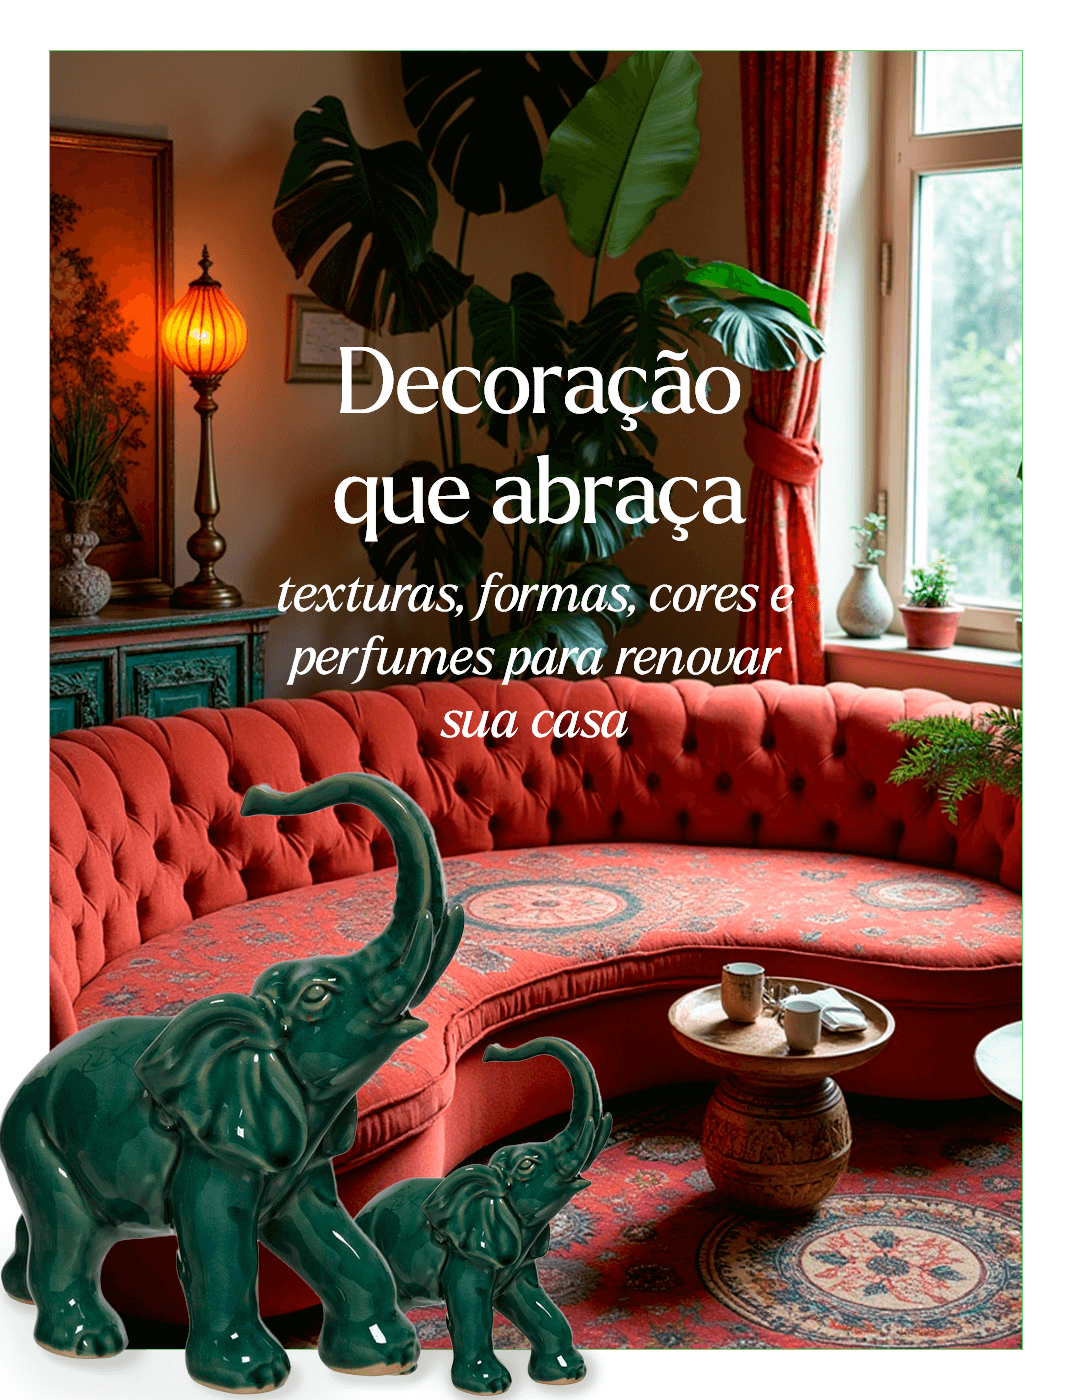 Decoração
que abraça
texturas, formas, cores e
perfumes para renovar
sua casa